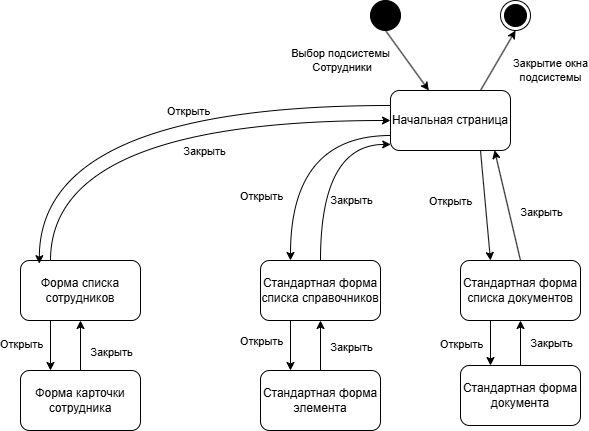 Выбор подсистемы
Сотрудники
Закрытие окна
подсистемы
Начальная страница
Открыть
Закрыть
Открыть
Закрыть
Открыть
Закрыть
Форма списка
сотрудников
Стандартная форма
списка справочников
Стандартная форма
списка документов
Открыть
Закрыть
Открыть
Закрыть
Открыть
Закрыть
Форма карточки
сотрудника
Стандартная форма
элемента
Стандартная форма
документа